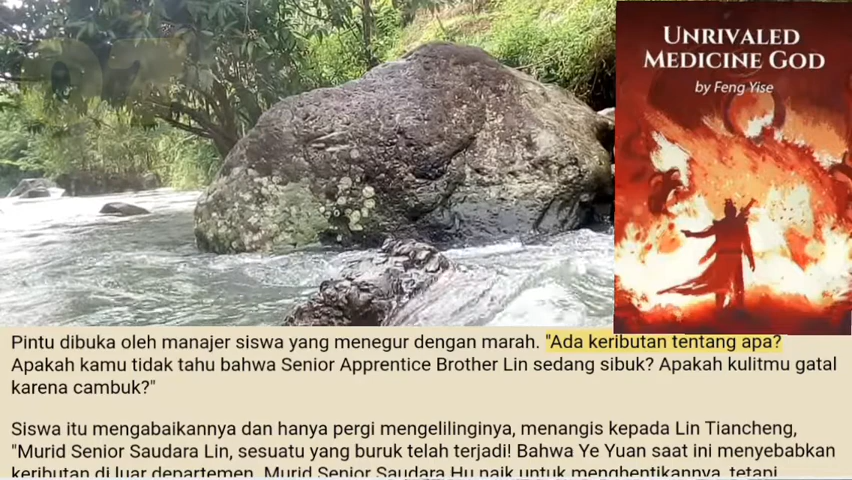 UNRIVALED
MEDICINE GOD
by Feng Yise
Pintu dibuka oleh manajer siswa yang menegur dengan marah. "Ada keributan tentang apa?
Apakah kamu tidak tahu bahwa Senior Apprentice Brother Lin sedang sibuk? Apakah kulitmu gatal
karena cambuk?"
Siswa itu mengabaikannya dan hanya pergi mengelilinginya, menangis kepada Lin Tiancheng,
"Murid Senior Saudara Lin, sesuatu yang buruk telah terjadi! Bahwa Ye Yuan saat ini menyebabkan
keributan di luar departemen. Murid Senior Saudara Hu naik untuk menghentikannya, tetapi